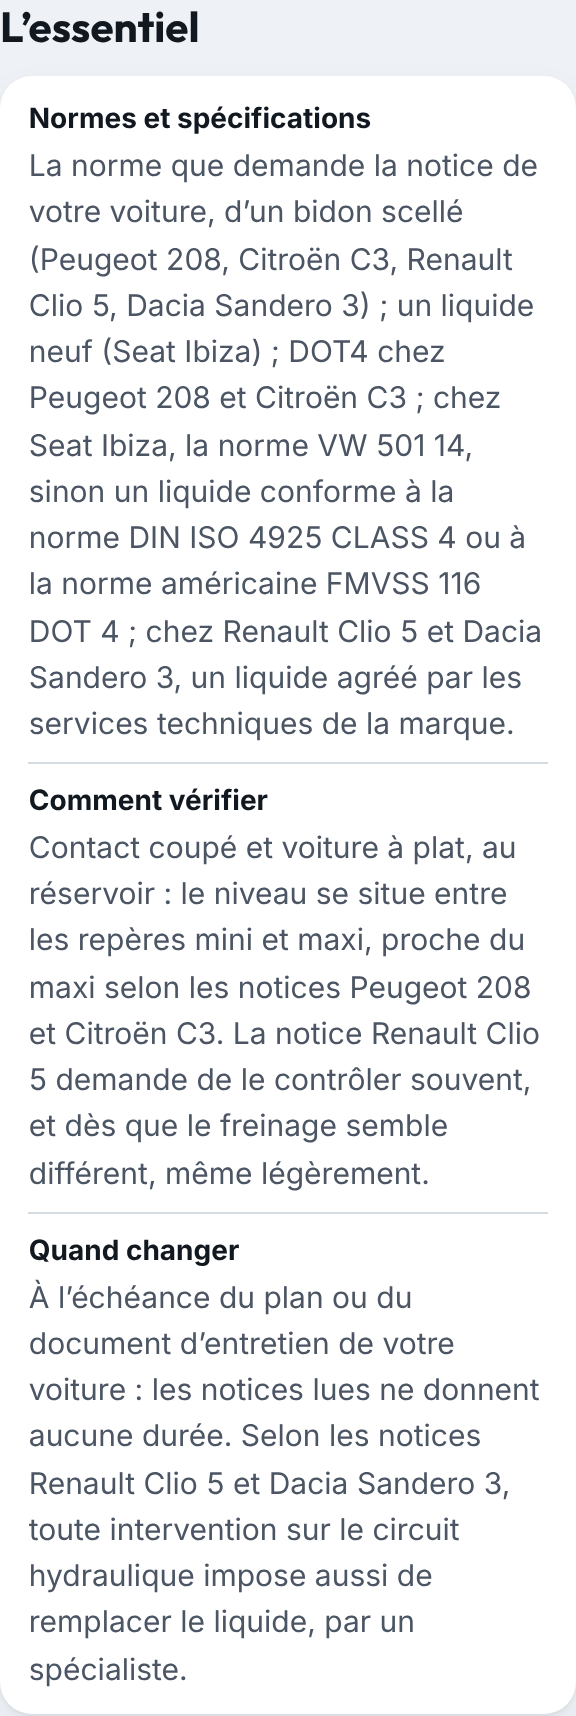 L’essentiel
Normes et spécifications
La norme que demande la notice de
votre voiture, d’un bidon scellé
(Peugeot 208, Citroën C3, Renault
Clio 5, Dacia Sandero 3) ; un liquide
neuf (Seat Ibiza) ; DOT4 chez
Peugeot 208 et Citroën C3 ; chez
Seat Ibiza, la norme VW 501 14,
sinon un liquide conforme à la
norme DIN ISO 4925 CLASS 4 ou à
la norme américaine FMVSS 116
DOT 4 ; chez Renault Clio 5 et Dacia
Sandero 3, un liquide agréé par les
services techniques de la marque.
Comment vérifier
Contact coupé et voiture à plat, au
réservoir : le niveau se situe entre
les repères mini et maxi, proche du
maxi selon les notices Peugeot 208
et Citroën C3. La notice Renault Clio
5 demande de le contrôler souvent,
et dès que le freinage semble
différent, même légèrement.
Quand changer
À l’échéance du plan ou du
document d’entretien de votre
voiture : les notices lues ne donnent
aucune durée. Selon les notices
Renault Clio 5 et Dacia Sandero 3,
toute intervention sur le circuit
hydraulique impose aussi de
remplacer le liquide, par un
spécialiste.